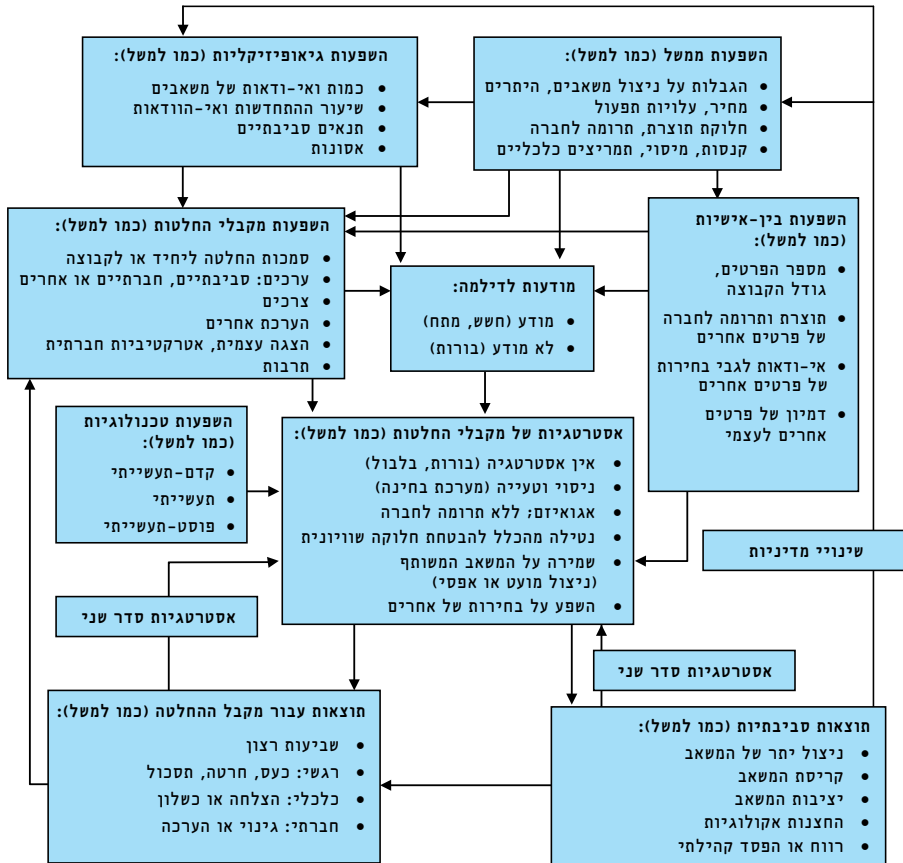 השפעות ממשל (כמו למשל):
• הגבלות על ניצול משאבים, היתרים
• מחיר, עלויות תפעול
• חלוקת תוצרת, תרומה לחברה
• קנסות, מיסוי, תמריצים כלכליים
השפעות גיאופיזיקליות (כמו למשל):
• כמות ואי-ודאות של משאבים
• שיעור ההתחדשות ואי-הוודאות
• תנאים סביבתיים
• אסונות
השפעות בין-אישיות
(כמו למשל):
• מספר הפרטים,
גודל הקבוצה
• תוצרת ותרומה לחברה
של פרטים אחרים
• אי-ודאות לגבי בחירות
של פרטים אחרים
• דמיון של פרטים
אחרים לעצמי
מודעות לדילמה:
• מודע (חשש, מתח)
• לא מודע (בורות)
השפעות מקבלי החלטות (כמו למשל):
• סמכות החלטה ליחיד או לקבוצה
• ערכים: סביבתיים, חברתיים או אחרים
• צרכים
• הערכת אחרים
• הצגה עצמית, אטרקטיביות חברתית
• תרבות
אסטרטגיות של מקבלי החלטות (כמו למשל):
• אין אסטרטגיה (בורות, בלבול)
• ניסוי וטעייה (מערכת בחינה)
• אגואיזם; ללא תרומה לחברה
• נטילה מהכלל להבטחת חלוקה שוויונית
• שמירה על המשאב המשותף
(ניצול מועט או אפסי)
• השפע על בחירות של אחרים
השפעות טכנולוגיות
(כמו למשל):
• קדם-תעשייתי
• תעשייתי
• פוסט-תעשייתי
שינויי מדיניות
אסטרטגיות סדר שני
אסטרטגיות סדר שני
תוצאות סביבתיות (כמו למשל):
• ניצול יתר של המשאב
• קריסת המשאב
• יציבות המשאב
• החצנות אקולוגיות
• רווח או הפסד קהילתי
תוצאות עבור מקבל ההחלטה (כמו למשל):
• שביעות רצון
• רגשי: כעס, חרטה, תסכול
• כלכלי: הצלחה או כשלון
• חברתי: גינוי או הערכה